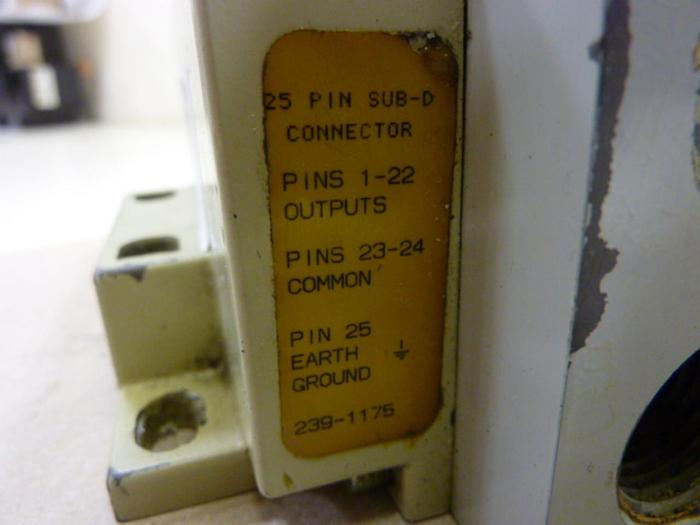 25 PIN SUB-D
CONNECTOR
PINS 1-22
OUTPUTS
PINS 23-24
COMMON
PIN 25
EARTH
GROUND
239-1175